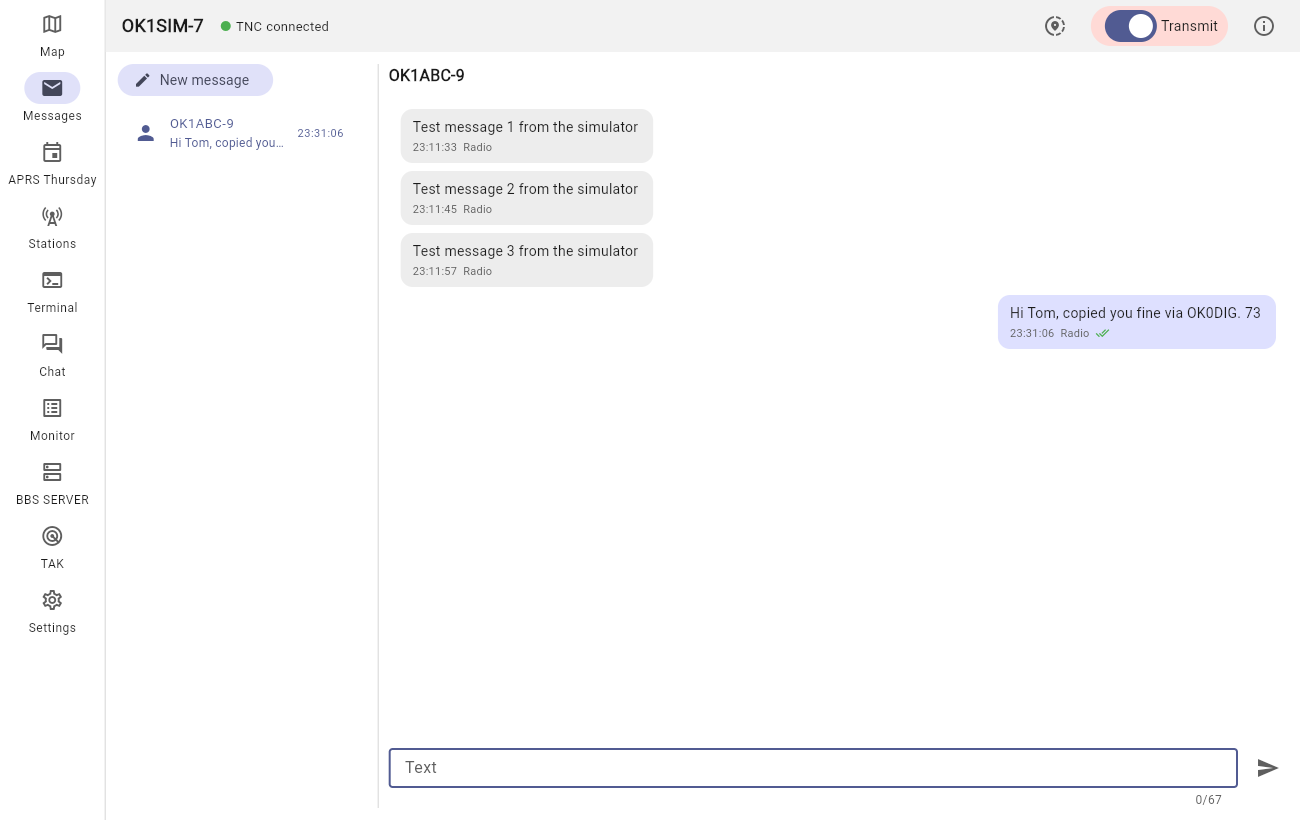 OK1SIM-7
TNC connected
Transmit
Map
Messages
APRS Thursday
Stations
Terminal
Chat
Monitor
BBS SERVER
TAK
Settings
New message
OK1ABC-9
Hi Tom, copied you…
23:31:06
OK1ABC-9
Test message 1 from the simulator
23:11:33 Radio
Test message 2 from the simulator
23:11:45 Radio
Test message 3 from the simulator
23:11:57 Radio
Hi Tom, copied you fine via OK0DIG. 73
23:31:06 Radio
Text
0/67